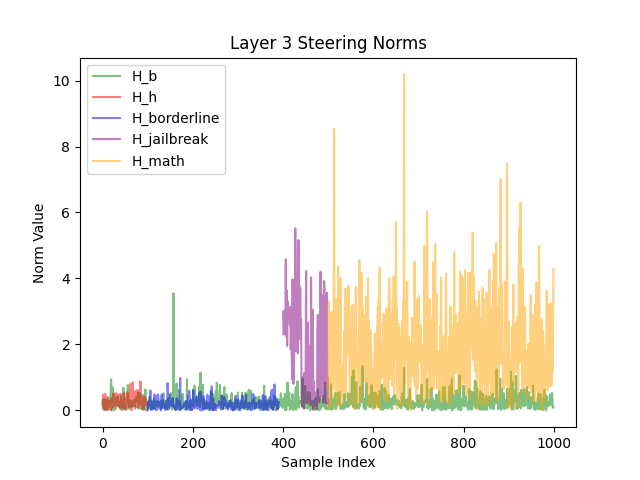 Layer 3 Steering Norms
H_b
H_h
H_borderline
H_jailbreak
H_math
Norm Value
10
8
6
4
2
0
0 200 400 600 800 1000
Sample Index